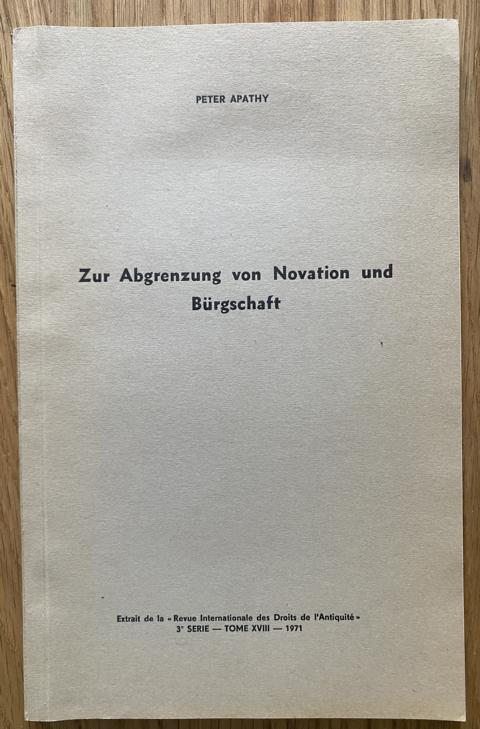 PETER APATHY
Zur Abgrenzung von Novation und
Bürgschaft
Extrait de la « Revue Internationale des Droits de l'Antiquité »
3ᵉ SERIE — TOME XVIII — 1971